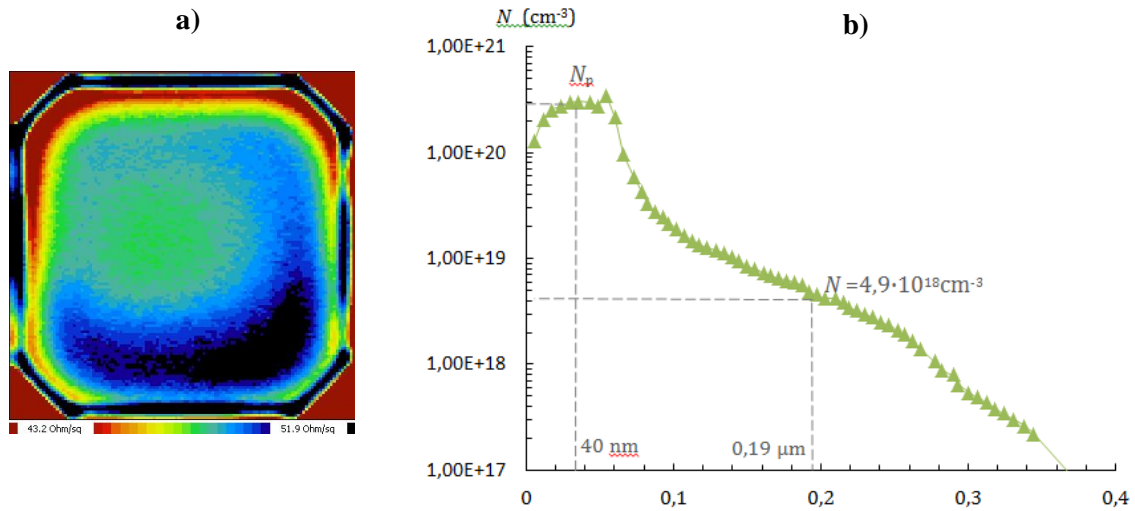 a)
43.2 Ohm/sq
51.9 Ohm/sq
b)
N (cm-3)
1,00E+21
1,00E+20
1,00E+19
1,00E+18
1,00E+17
Np
N =4,9·10¹⁸cm⁻³
40 nm
0,19 μm
0
0,1
0,2
0,3
0,4